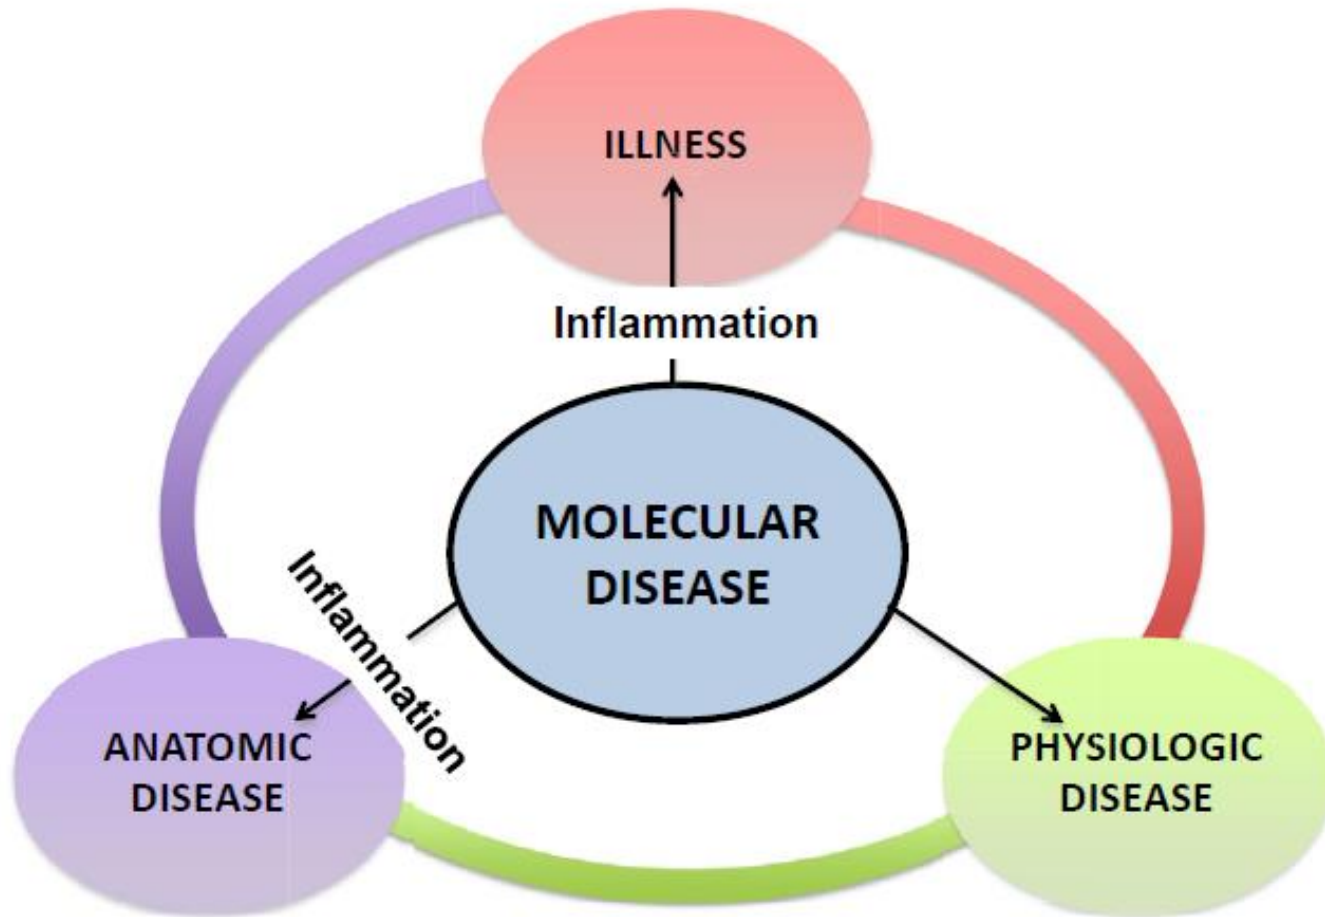 ILLNESS
Inflammation
MOLECULAR
DISEASE
Inflammation
ANATOMIC
DISEASE
PHYSIOLOGIC
DISEASE